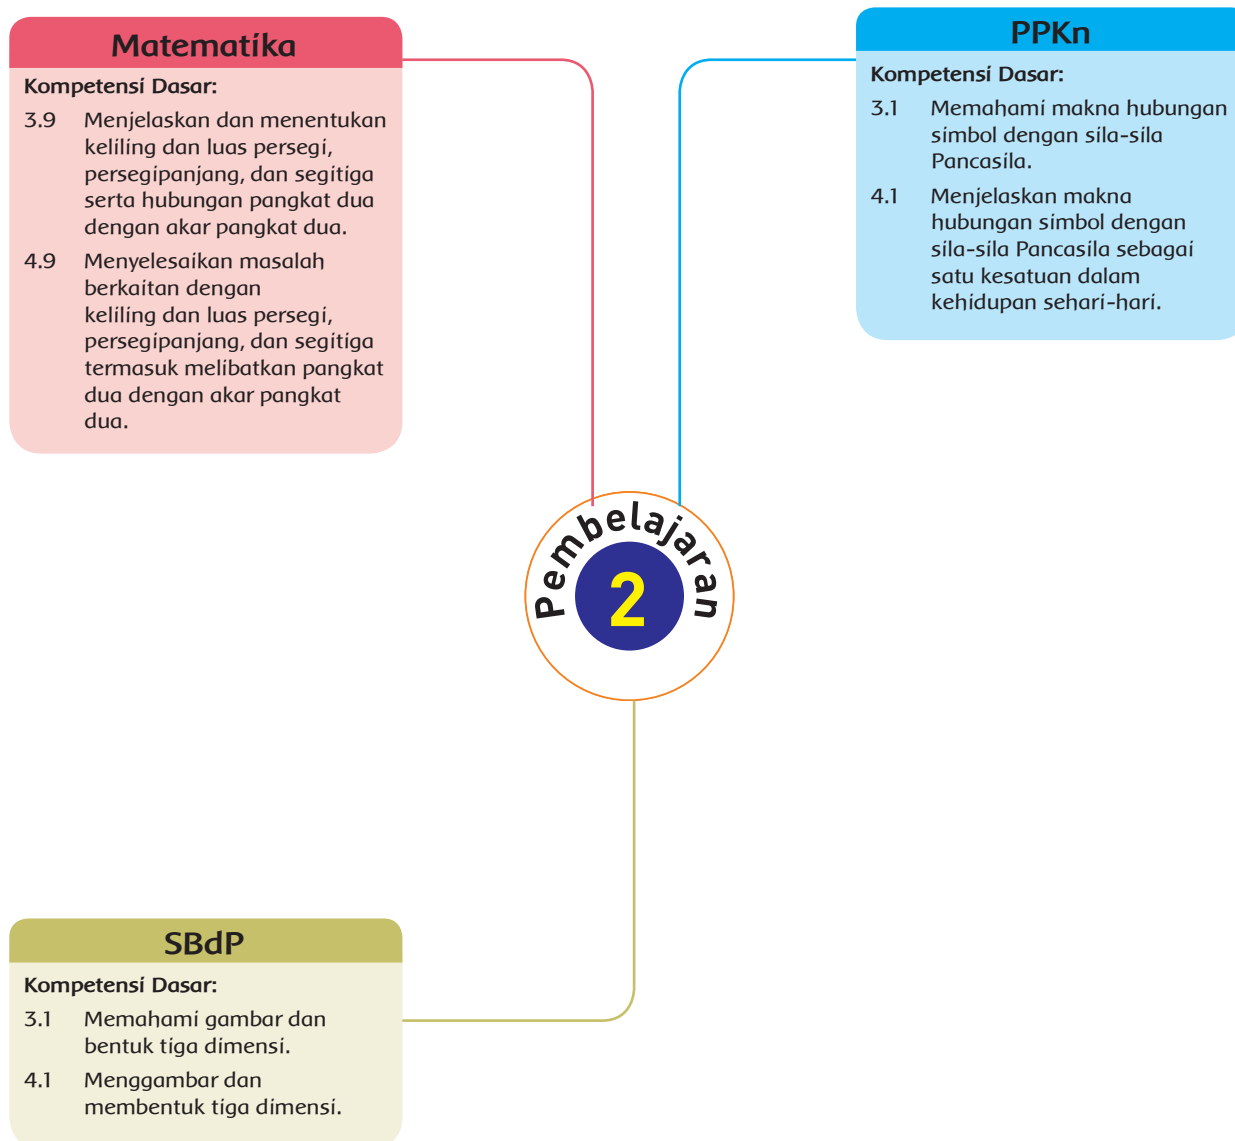 Matematika
Kompetensi Dasar:
3.9 Menjelaskan dan menentukan
keliling dan luas persegi,
persegipanjang, dan segitiga
serta hubungan pangkat dua
dengan akar pangkat dua.
4.9 Menyelesaikan masalah
berkaitan dengan
keliling dan luas persegi,
persegipanjang, dan segitiga
termasuk melibatkan pangkat
dua dengan akar pangkat
dua.
PPKn
Kompetensi Dasar:
3.1 Memahami makna hubungan
simbol dengan sila-sila
Pancasila.
4.1 Menjelaskan makna
hubungan simbol dengan
sila-sila Pancasila sebagai
satu kesatuan dalam
kehidupan sehari-hari.
Pembelajaran
2
SBdP
Kompetensi Dasar:
3.1 Memahami gambar dan
bentuk tiga dimensi.
4.1 Menggambar dan
membentuk tiga dimensi.